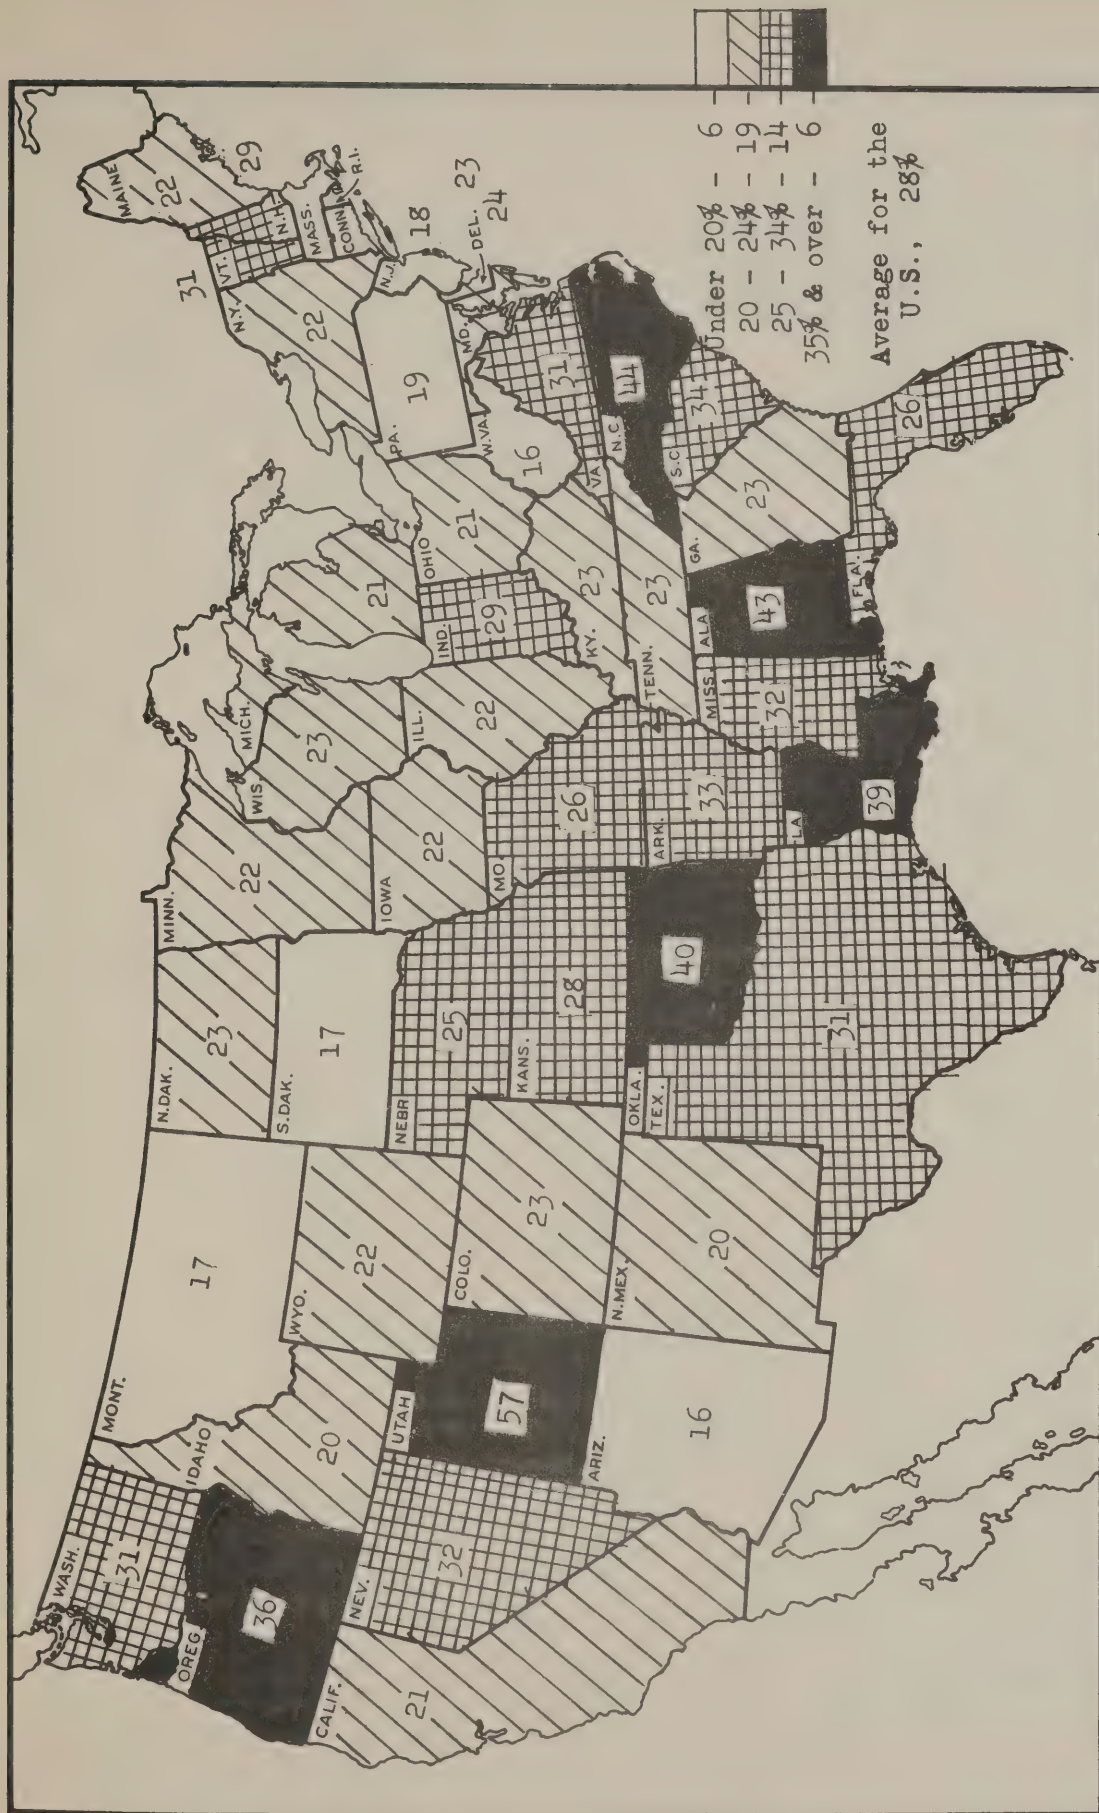 WASH.
31
OREG.
36
CALIF.
21
NEV.
32
IDAHO
20
MONT.
17
WYO.
22
UTAH
57
ARIZ.
16
COLO.
23
N.MEX.
20
N.DAK.
23
S.DAK.
17
NEBR
25
KANS.
28
OKLA.
40
TEX.
31
MINN.
22
IOWA
22
MO.
26
ARK.
33
LA
39
WIS.
23
MICH.
21
ILL.
22
IND.
29
OHIO
21
KY.
23
TENN.
23
MISS.
32
ALA
43
GA.
23
FLA.
26
S.C.
34
N.C.
44
VA
31
W.VA.
16
MD.
24
DEL.
23
PA.
19
N.J.
18
N.Y.
22
VT.
31
N.H.
29
MASS.
CONN.
R.I.
MAINE
22
Under 20% - 6
20 - 24% - 19
25 - 34% - 14
35% & over - 6
Average for the
U.S., 28%